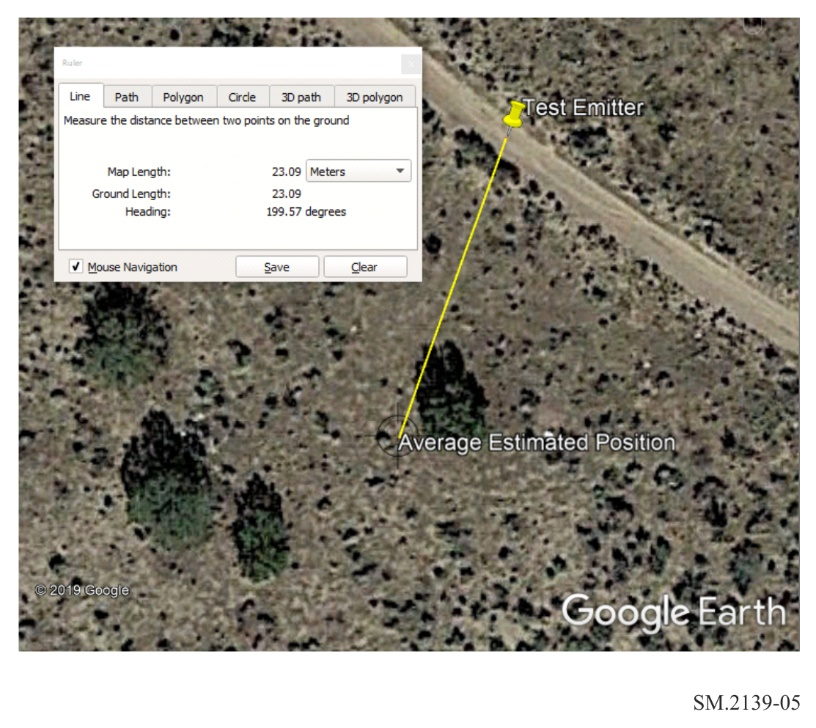 Ruler
Line Path Polygon Circle 3D path 3D polygon
Measure the distance between two points on the ground
Map Length: 23.09 Meters
Ground Length: 23.09
Heading: 199.57 degrees
Mouse Navigation Save Clear
Test Emitter
Average Estimated Position
© 2019 Google
Google Earth
SM.2139-05